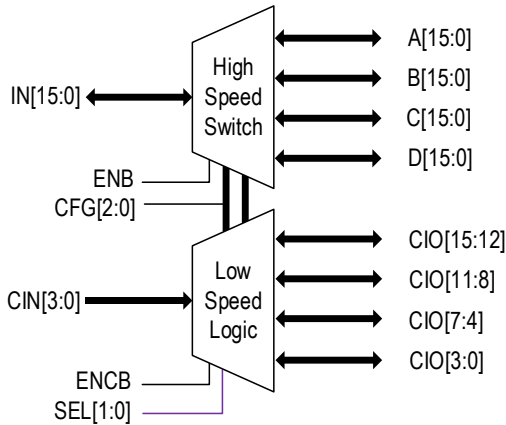 A[15:0]
High
Speed
Switch
B[15:0]
IN[15:0]
C[15:0]
D[15:0]
ENB
CFG[2:0]
CIO[15:12]
Low
Speed
Logic
CIO[11:8]
CIN[3:0]
CIO[7:4]
CIO[3:0]
ENCB
SEL[1:0]